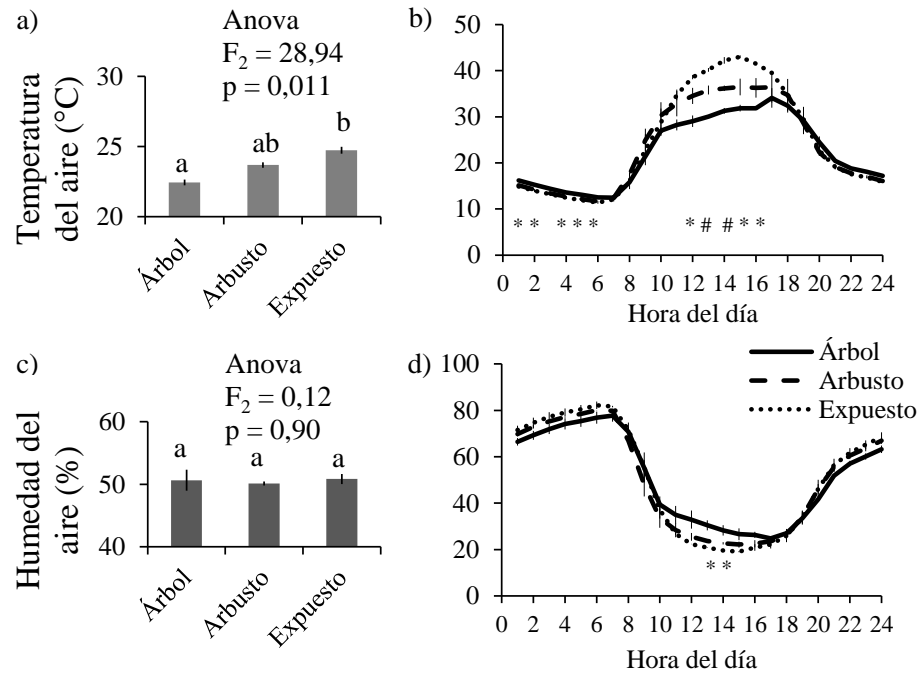 a)
Anova
F2 = 28,94
p = 0,011
Temperatura
del aire (°C)
30
25
20
a
ab
b
Árbol
Arbusto
Expuesto
b)
50
40
30
20
10
0
* * * * * * # # * *
0 2 4 6 8 10 12 14 16 18 20 22 24
Hora del día
c)
Anova
F2 = 0,12
p = 0,90
Humedad del
aire (%)
60
50
40
a
a
a
Árbol
Arbusto
Expuesto
d)
100
80
60
40
20
0
Árbol
Arbusto
Expuesto
* *
0 2 4 6 8 10 12 14 16 18 20 22 24
Hora del día